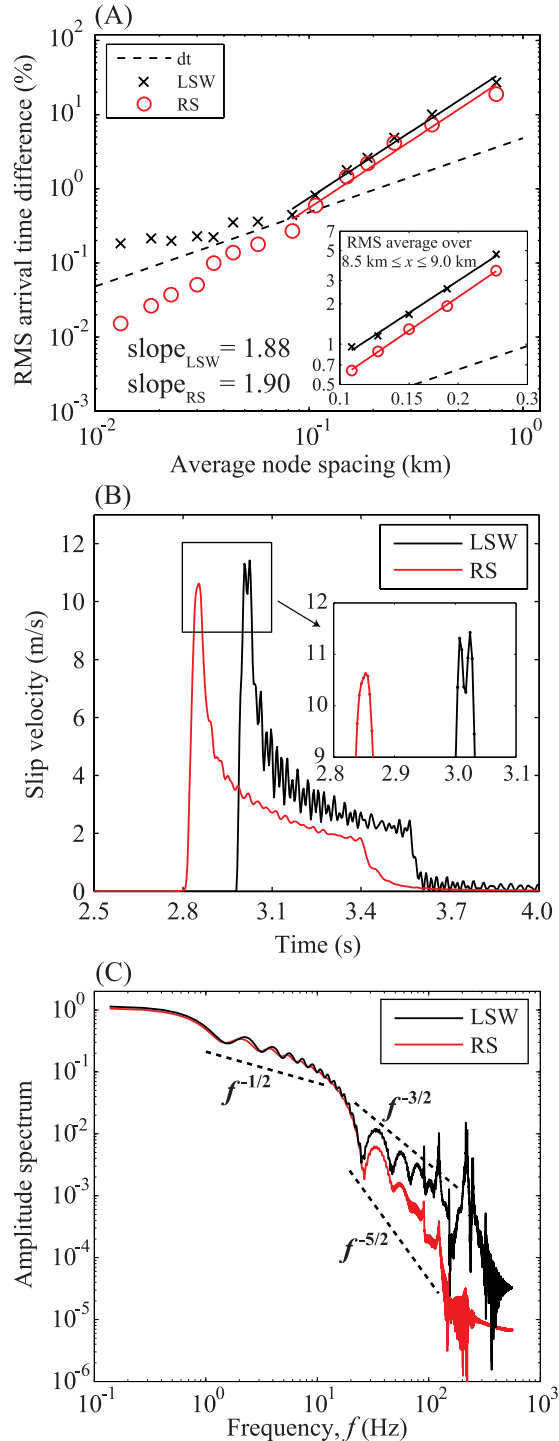 (A)
10^2
10^1
10^0
10^-1
10^-2
10^-3
RMS arrival time difference (%)
dt
LSW
RS
slope_LSW = 1.88
slope_RS = 1.90
RMS average over
8.5 km ≤ x ≤ 9.0 km
7
5
3
2
1
0.7
0.5
0.1
0.15
0.2
0.3
10^-2
10^-1
10^0
Average node spacing (km)
(B)
12
10
8
6
4
2
0
Slip velocity (m/s)
LSW
RS
12
11
10
9
2.8
2.9
3.0
3.1
2.5
2.8
3.1
3.4
3.7
4.0
Time (s)
(C)
10^0
10^-1
10^-2
10^-3
10^-4
10^-5
10^-6
Amplitude spectrum
LSW
RS
f^-1/2
f^-3/2
f^-5/2
10^-1
10^0
10^1
10^2
10^3
Frequency, f (Hz)